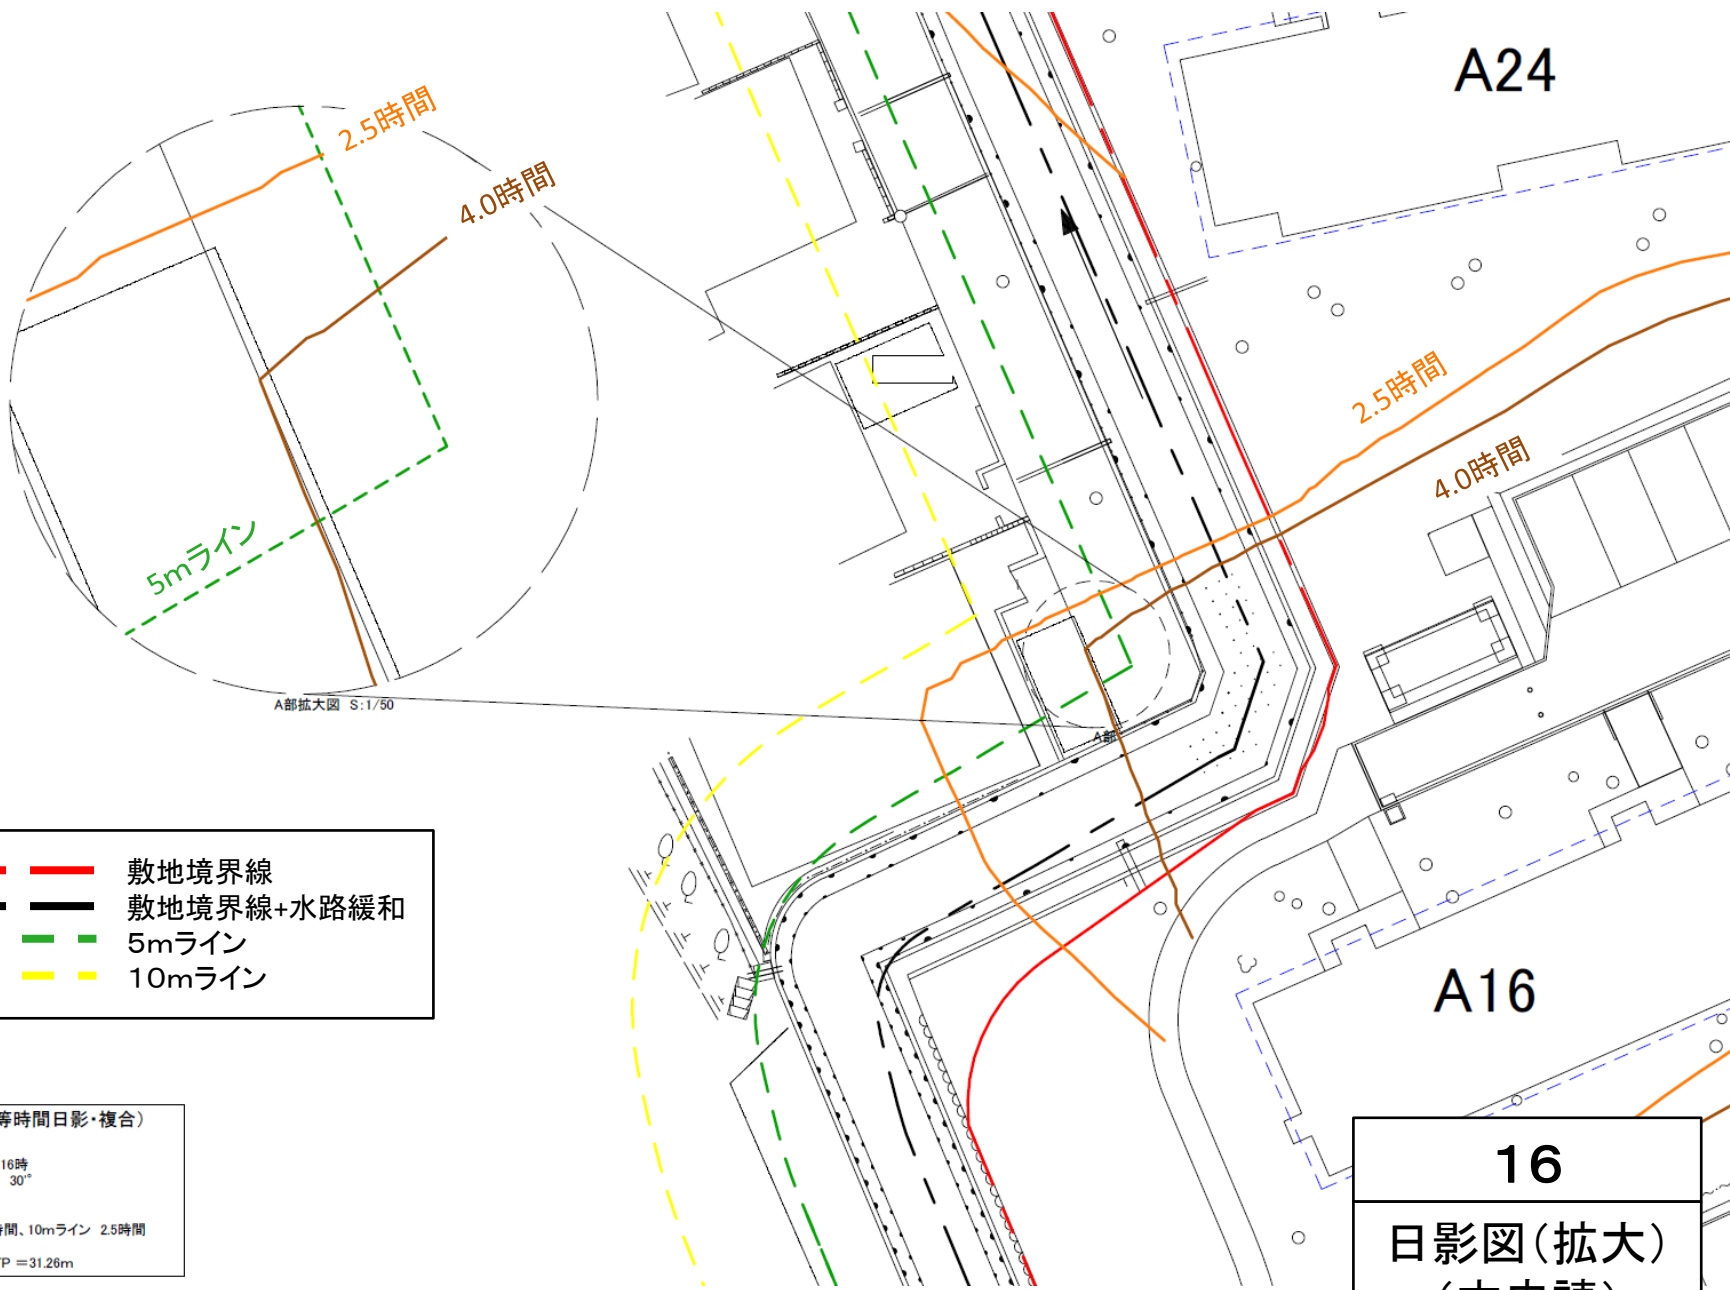 A24
2.5時間
4.0時間
2.5時間
4.0時間
5mライン
A部拡大図 S:1/50
A部
敷地境界線
敷地境界線+水路緩和
5mライン
10mライン
A16
等時間日影・複合)
16時
30'"
時間、10mライン 2.5時間
TP =31.26m
16
日影図(拡大)